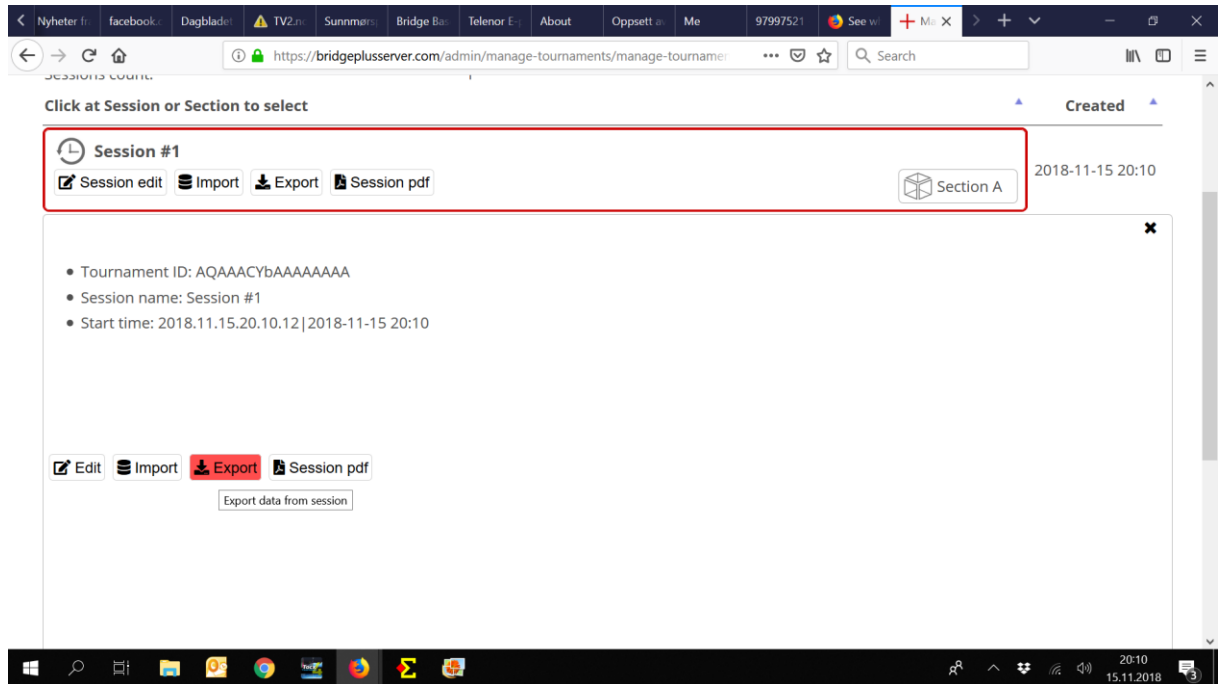 Nyheter fr
facebook.c
Dagbladet
TV2.nc
Sunnmørs
Bridge Bas
Telenor E-p
About
Oppsett av
Me
97997521
See wl
Ma
https://bridgeplusserver.com/admin/manage-tournaments/manage-tournamer
Search
Sessions count:
Click at Session or Section to select
Created
Session #1
Session edit
Import
Export
Session pdf
Section A
2018-11-15 20:10
Tournament ID: AQAAACYbAAAAAAAA
Session name: Session #1
Start time: 2018.11.15.20.10.12|2018-11-15 20:10
Edit
Import
Export
Session pdf
Export data from session
20:10
15.11.2018
3